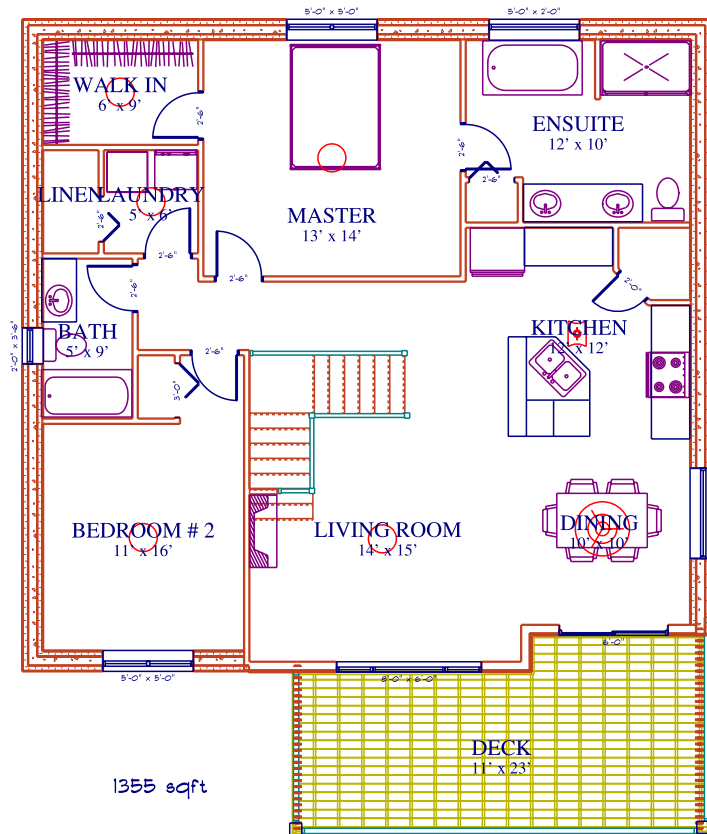 5'-0" x 5'-0"
5'-0" x 2'-0"
WALK IN
6' x 9'
2'-6"
ENSUITE
12' x 10'
2'-6"
2'-6"
LINEN
LAUNDRY
5' x 6'
2'-6"
2'-6"
MASTER
13' x 14'
2'-6"
2'-6"
2'-0"
BATH
5' x 9'
2'-0" x 3'-6"
KITCHEN
12' x 12'
2'-6"
3'-0"
BEDROOM # 2
11' x 16'
LIVING ROOM
14' x 15'
DINING
10' x 10'
6'-0"
5'-0" x 5'-0"
8'-0" x 6'-0"
DECK
11' x 23'
1355 sqft